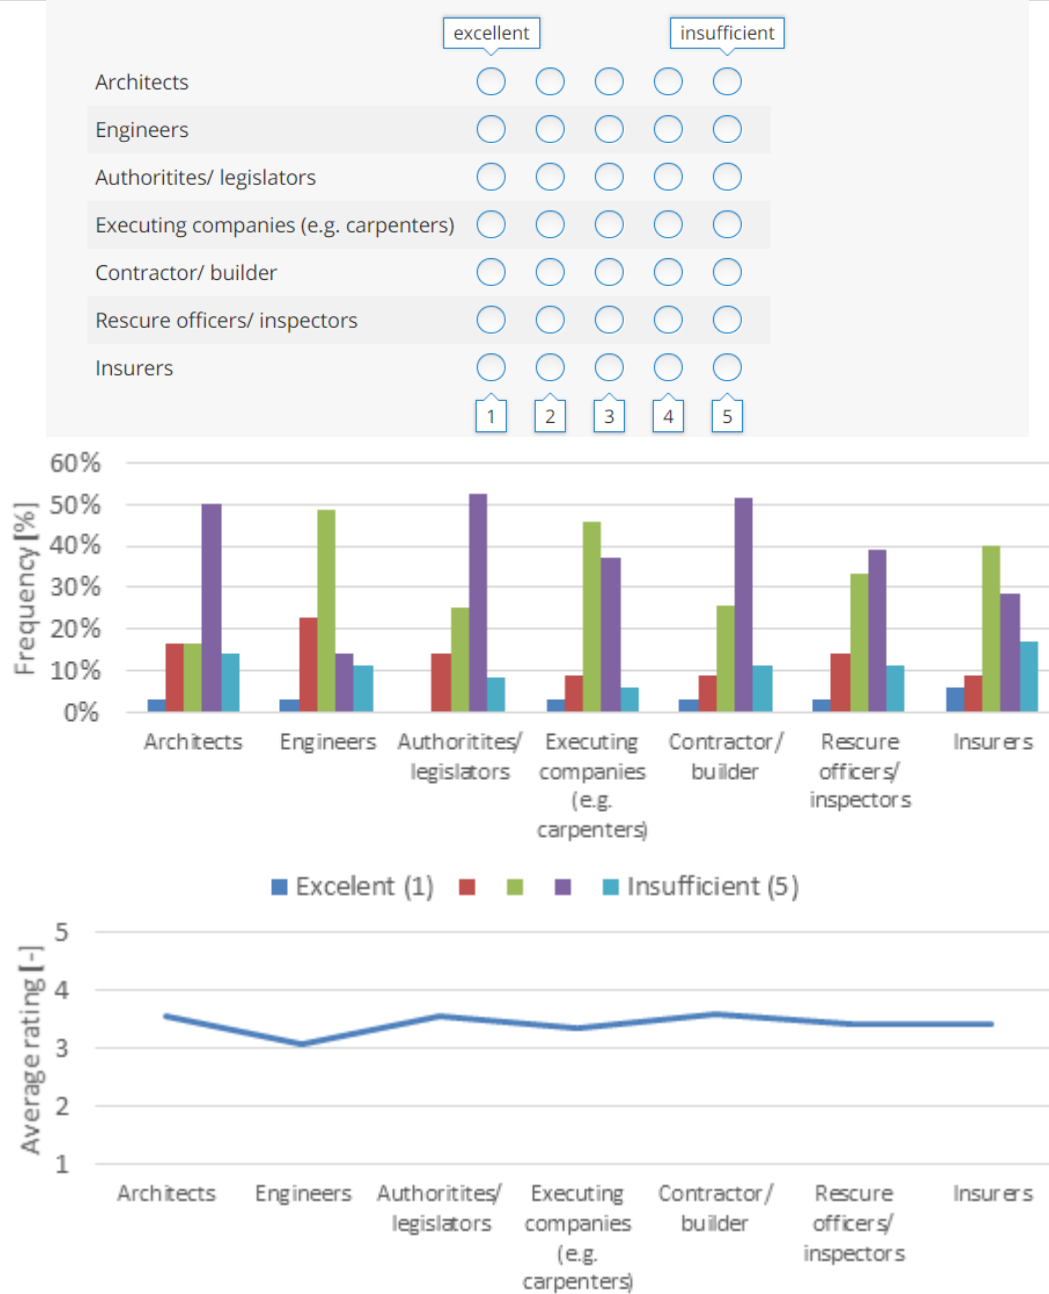 excellent insufficient
Architects
Engineers
Authoritites/ legislators
Executing companies (e.g. carpenters)
Contractor/ builder
Rescure officers/ inspectors
Insurers
1 2 3 4 5
60%
50%
40%
30%
20%
10%
0%
Frequency [%]
Architects Engineers Authoritites/ Executing Contractor/ Rescure Insurers
legislators companies builder officers/
(e.g. inspectors
carpenters)
Excelent (1) Insufficient (5)
5
4
3
2
1
Average rating [-]
Architects Engineers Authoritites/ Executing Contractor/ Rescure Insurers
legislators companies builder officers/
(e.g. inspectors
carpenters)